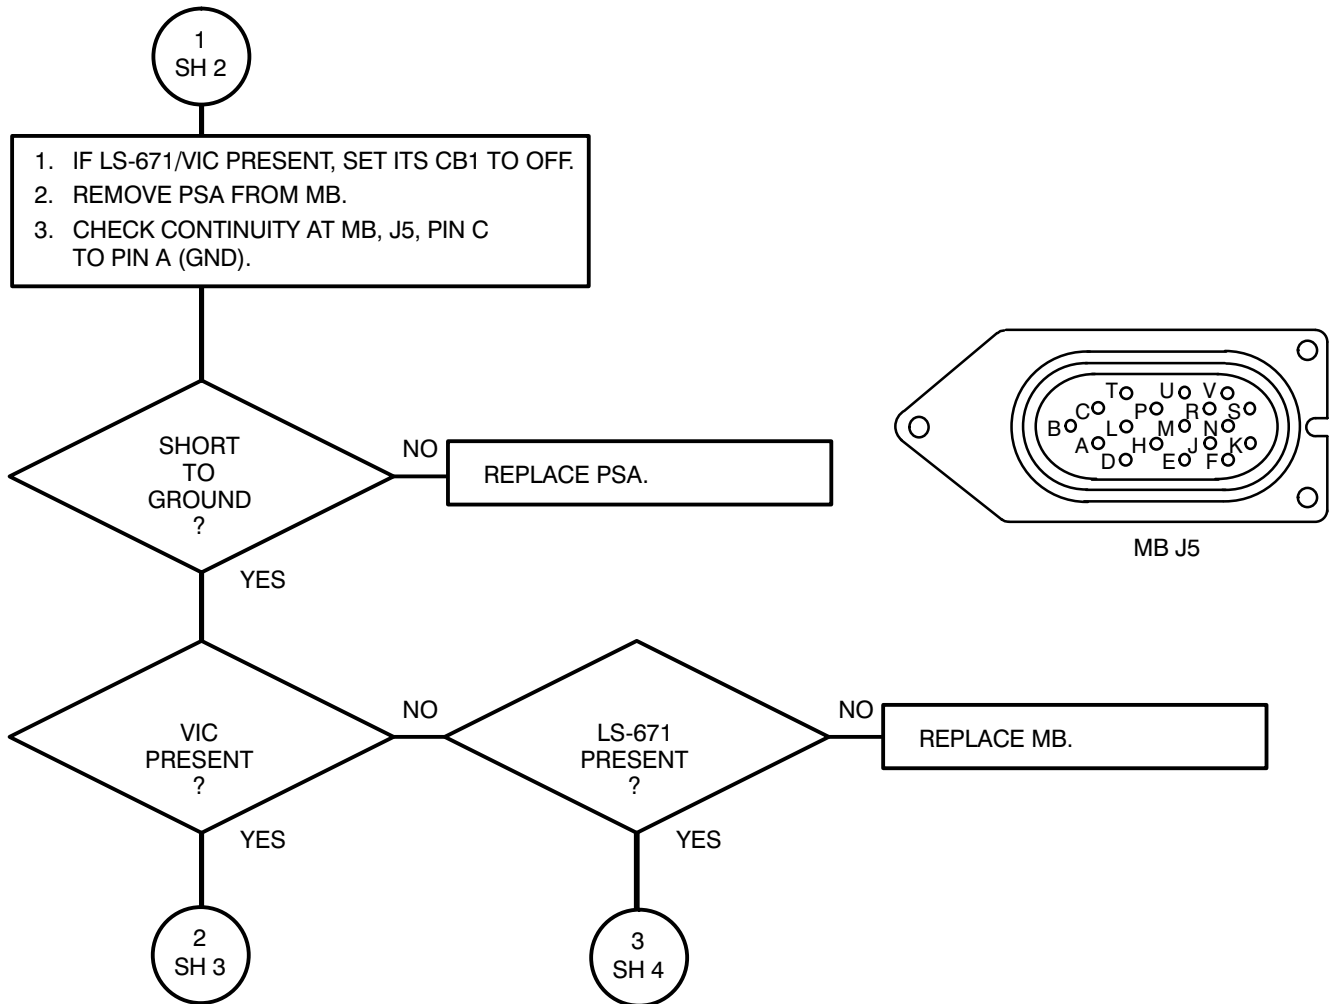 1
SH 2
1. IF LS-671/VIC PRESENT, SET ITS CB1 TO OFF.
2. REMOVE PSA FROM MB.
3. CHECK CONTINUITY AT MB, J5, PIN C
TO PIN A (GND).
SHORT
TO
GROUND
?
NO
REPLACE PSA.
YES
T U V
C P R S
B L M N
A H J K
D E F
MB J5
VIC
PRESENT
?
NO
YES
LS-671
PRESENT
?
NO
REPLACE MB.
YES
2
SH 3
3
SH 4